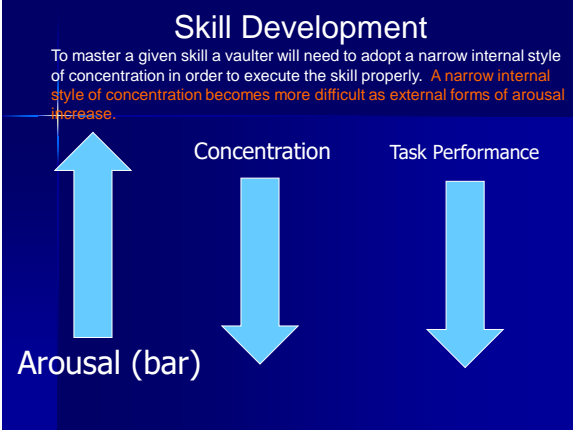 Skill Development
To master a given skill a vaulter will need to adopt a narrow internal style
of concentration in order to execute the skill properly. A narrow internal
style of concentration becomes more difficult as external forms of arousal
increase.
Concentration
Task Performance
Arousal (bar)